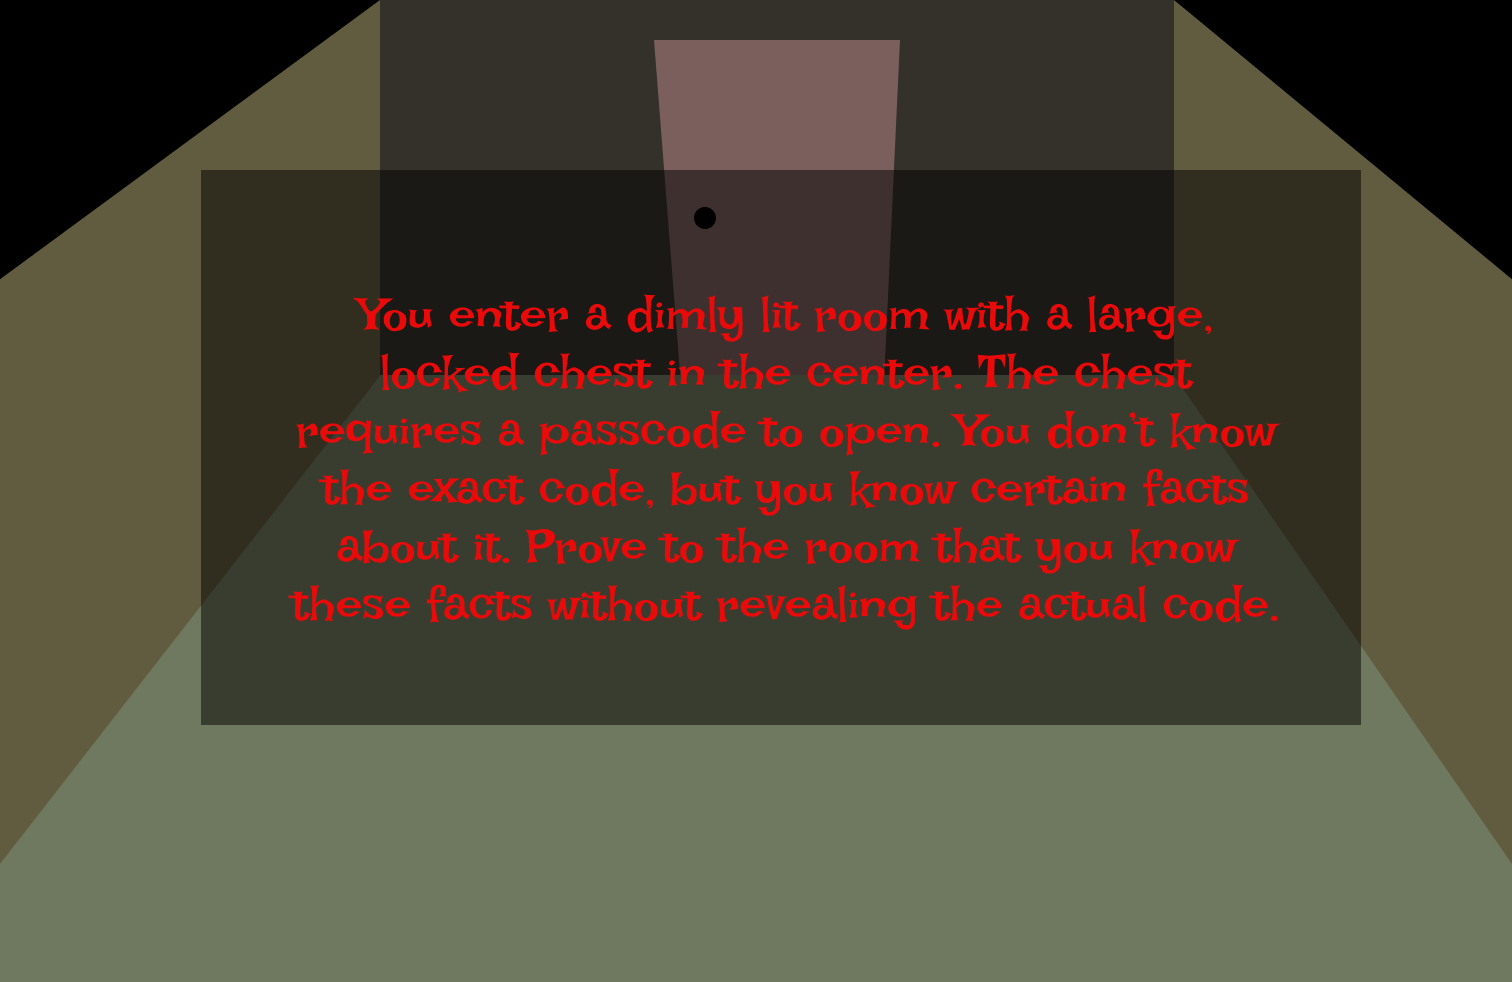 You enter a dimly lit room with a large,
locked chest in the center. The chest
requires a passcode to open. You don't know
the exact code, but you know certain facts
about it. Prove to the room that you know
these facts without revealing the actual code.